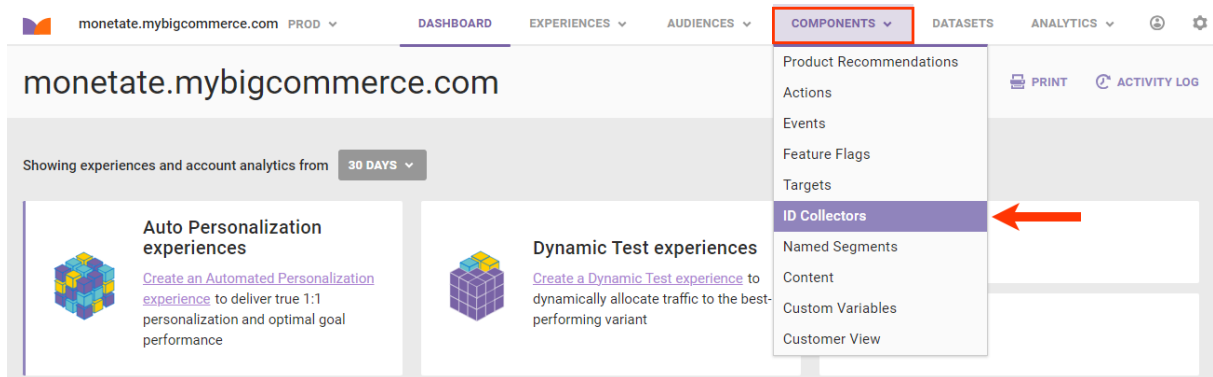 monetate.mybigcommerce.com PROD
DASHBOARD
EXPERIENCES
AUDIENCES
COMPONENTS
DATASETS
ANALYTICS
monetate.mybigcommerce.com
PRINT
ACTIVITY LOG
Product Recommendations
Actions
Events
Feature Flags
Targets
ID Collectors
Named Segments
Content
Custom Variables
Customer View
Showing experiences and account analytics from 30 DAYS
Auto Personalization
experiences
Create an Automated Personalization
experience to deliver true 1:1
personalization and optimal goal
performance
Dynamic Test experiences
Create a Dynamic Test experience to
dynamically allocate traffic to the best-
performing variant